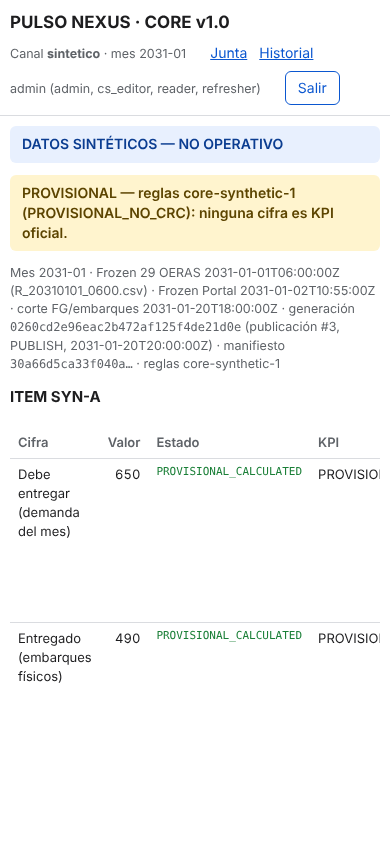 PULSO NEXUS · CORE v1.0
Canal sintetico · mes 2031-01 Junta Historial
admin (admin, cs_editor, reader, refresher) Salir
DATOS SINTÉTICOS — NO OPERATIVO
PROVISIONAL — reglas core-synthetic-1
(PROVISIONAL_NO_CRC): ninguna cifra es KPI
oficial.
Mes 2031-01 · Frozen 29 OERAS 2031-01-01T06:00:00Z
(R_20310101_0600.csv) · Frozen Portal 2031-01-02T10:55:00Z
· corte FG/embarques 2031-01-20T18:00:00Z · generación
0260cd2e96eac2b472af125f4de21d0e (publicación #3,
PUBLISH, 2031-01-20T20:00:00Z) · manifiesto
30a66d5ca33f040a… · reglas core-synthetic-1
ITEM SYN-A
Cifra Valor Estado KPI
Debe 650 PROVISIONAL_CALCULATED PROVISIO
entregar
(demanda
del mes)
Entregado 490 PROVISIONAL_CALCULATED PROVISIO
(embarques
físicos)